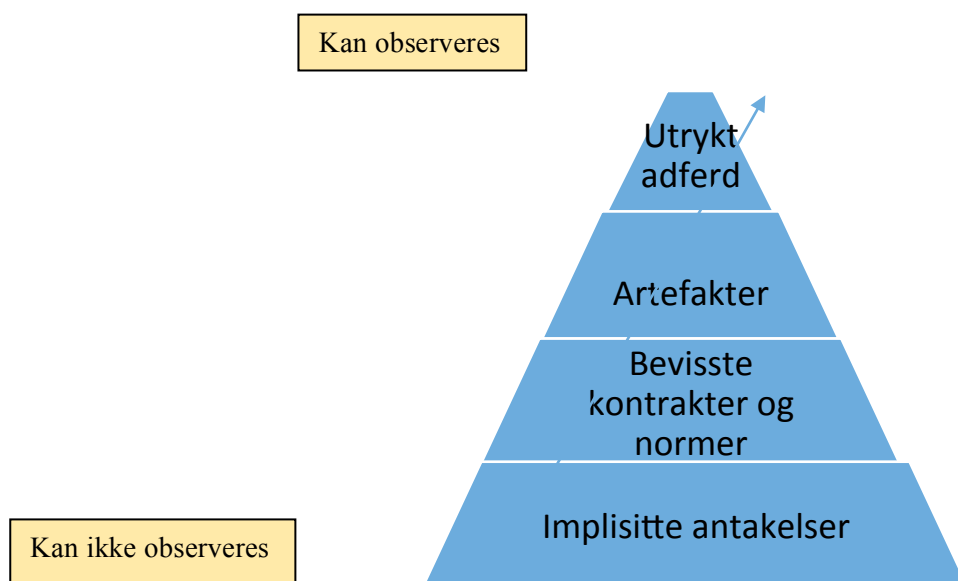 Kan observeres
Utrykt
adferd
Artefakter
Bevisste
kontrakter og
normer
Implisitte antakelser
Kan ikke observeres